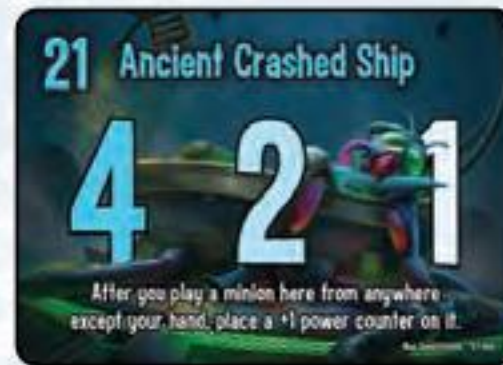 21 Ancient Crashed Ship
4 2 1
After you play a minion here from anywhere
except your hand, place a +1 power counter on it.